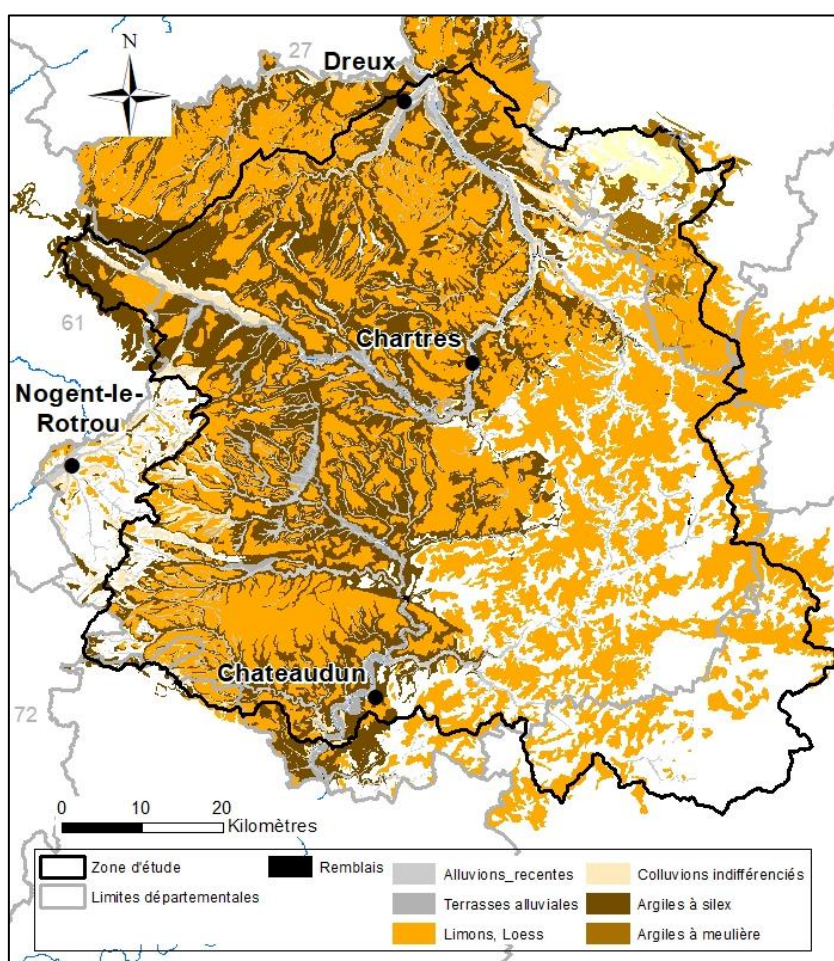 N
27
Dreux
61
Chartres
Nogent-le-
Rotrou
Chateaudun
72
0 10 20
Kilomètres
Zone d'étude
Limites départementales
Remblais
Alluvions_recentes
Terrasses alluviales
Limons, Loess
Colluvions indifférenciés
Argiles à silex
Argiles à meulière